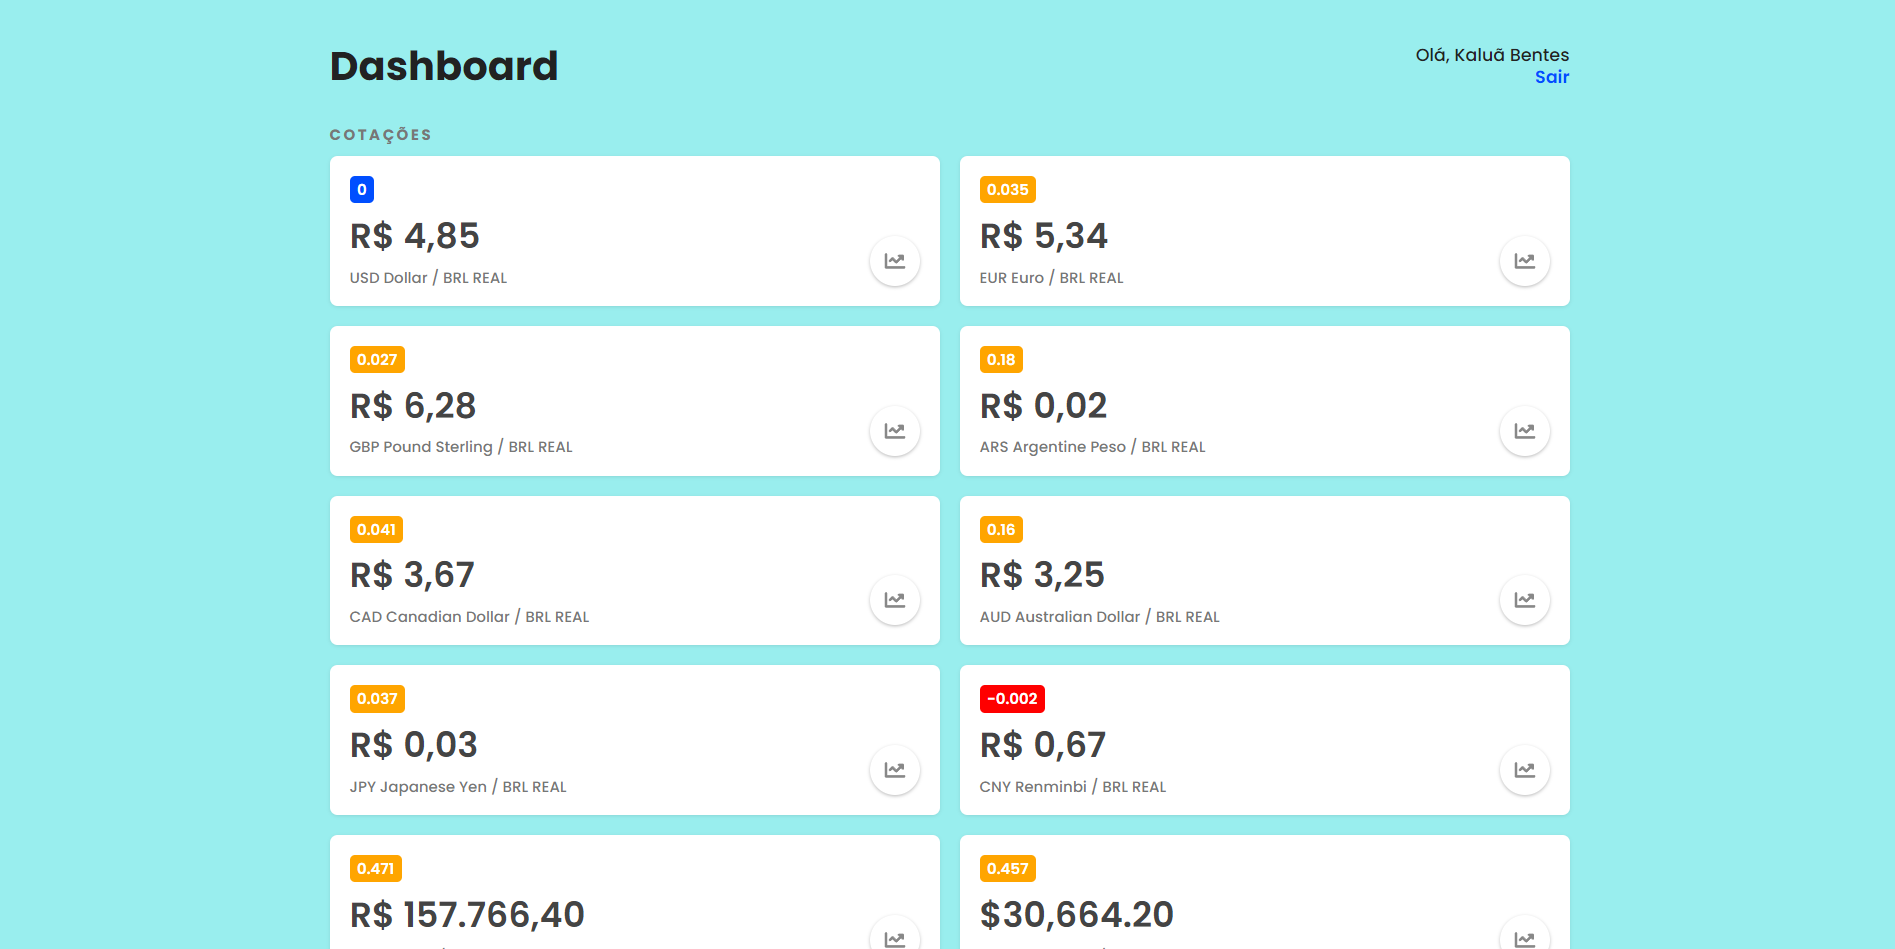 Dashboard
Olá, Kaluã Bentes
Sair
COTAÇÕES
0
R$ 4,85
USD Dollar / BRL REAL
0.035
R$ 5,34
EUR Euro / BRL REAL
0.027
R$ 6,28
GBP Pound Sterling / BRL REAL
0.18
R$ 0,02
ARS Argentine Peso / BRL REAL
0.041
R$ 3,67
CAD Canadian Dollar / BRL REAL
0.16
R$ 3,25
AUD Australian Dollar / BRL REAL
0.037
R$ 0,03
JPY Japanese Yen / BRL REAL
-0.002
R$ 0,67
CNY Renminbi / BRL REAL
0.471
R$ 157.766,40
0.457
$30,664.20